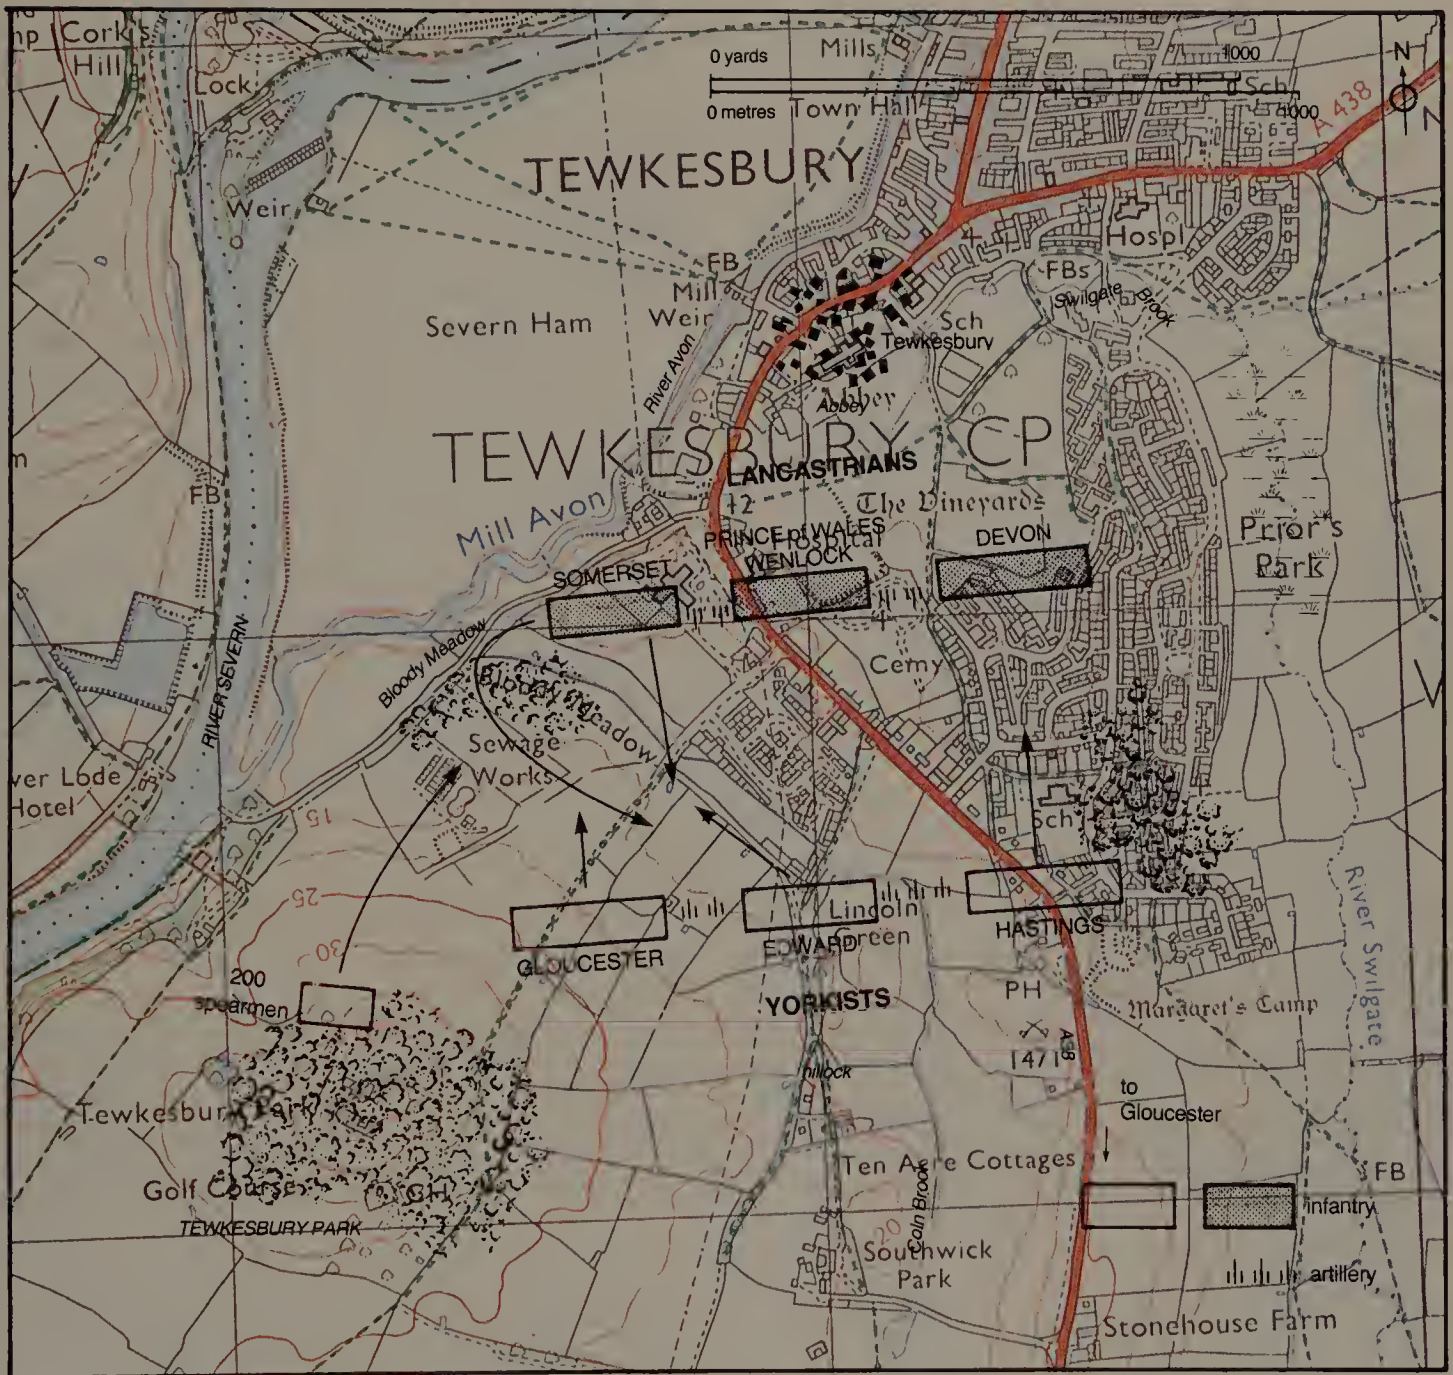 Cork's
Hill
Lock
Mills
0 yards
1000
0 metres
Town Hall
Sch
1000
A 438
N
TEWKESBURY
Weir
Hospl
FB
Mill
Weir
FBs
Swilgate Brook
Severn Ham
River Avon
Sch
Tewkesbury
Abbey
Abbey
TEWKESBURY CP
LANCASTRIANS
12
The Vineyards
FB
Mill Avon
PRINCE of WALES
Hospital
WENLOCK
DEVON
Prior's
Park
SOMERSET
Bloody Meadow
Bloody Meadow
Cemy
RIVER SEVERN
Sewage
Works
ver Lode
Hotel
15
Sch
25
30
GLOUCESTER
Lincoln
Green
EDWARD
HASTINGS
River Swilgate
200
spearmen
YORKISTS
PH
Margaret's Camp
1471
A38
hillock
to
Gloucester
Tewkesbury Park
Golf Course
CH
TEWKESBURY PARK
Ten Acre Cottages
FB
Coln Brook
20
infantry
Southwick
Park
artillery
Stonehouse Farm